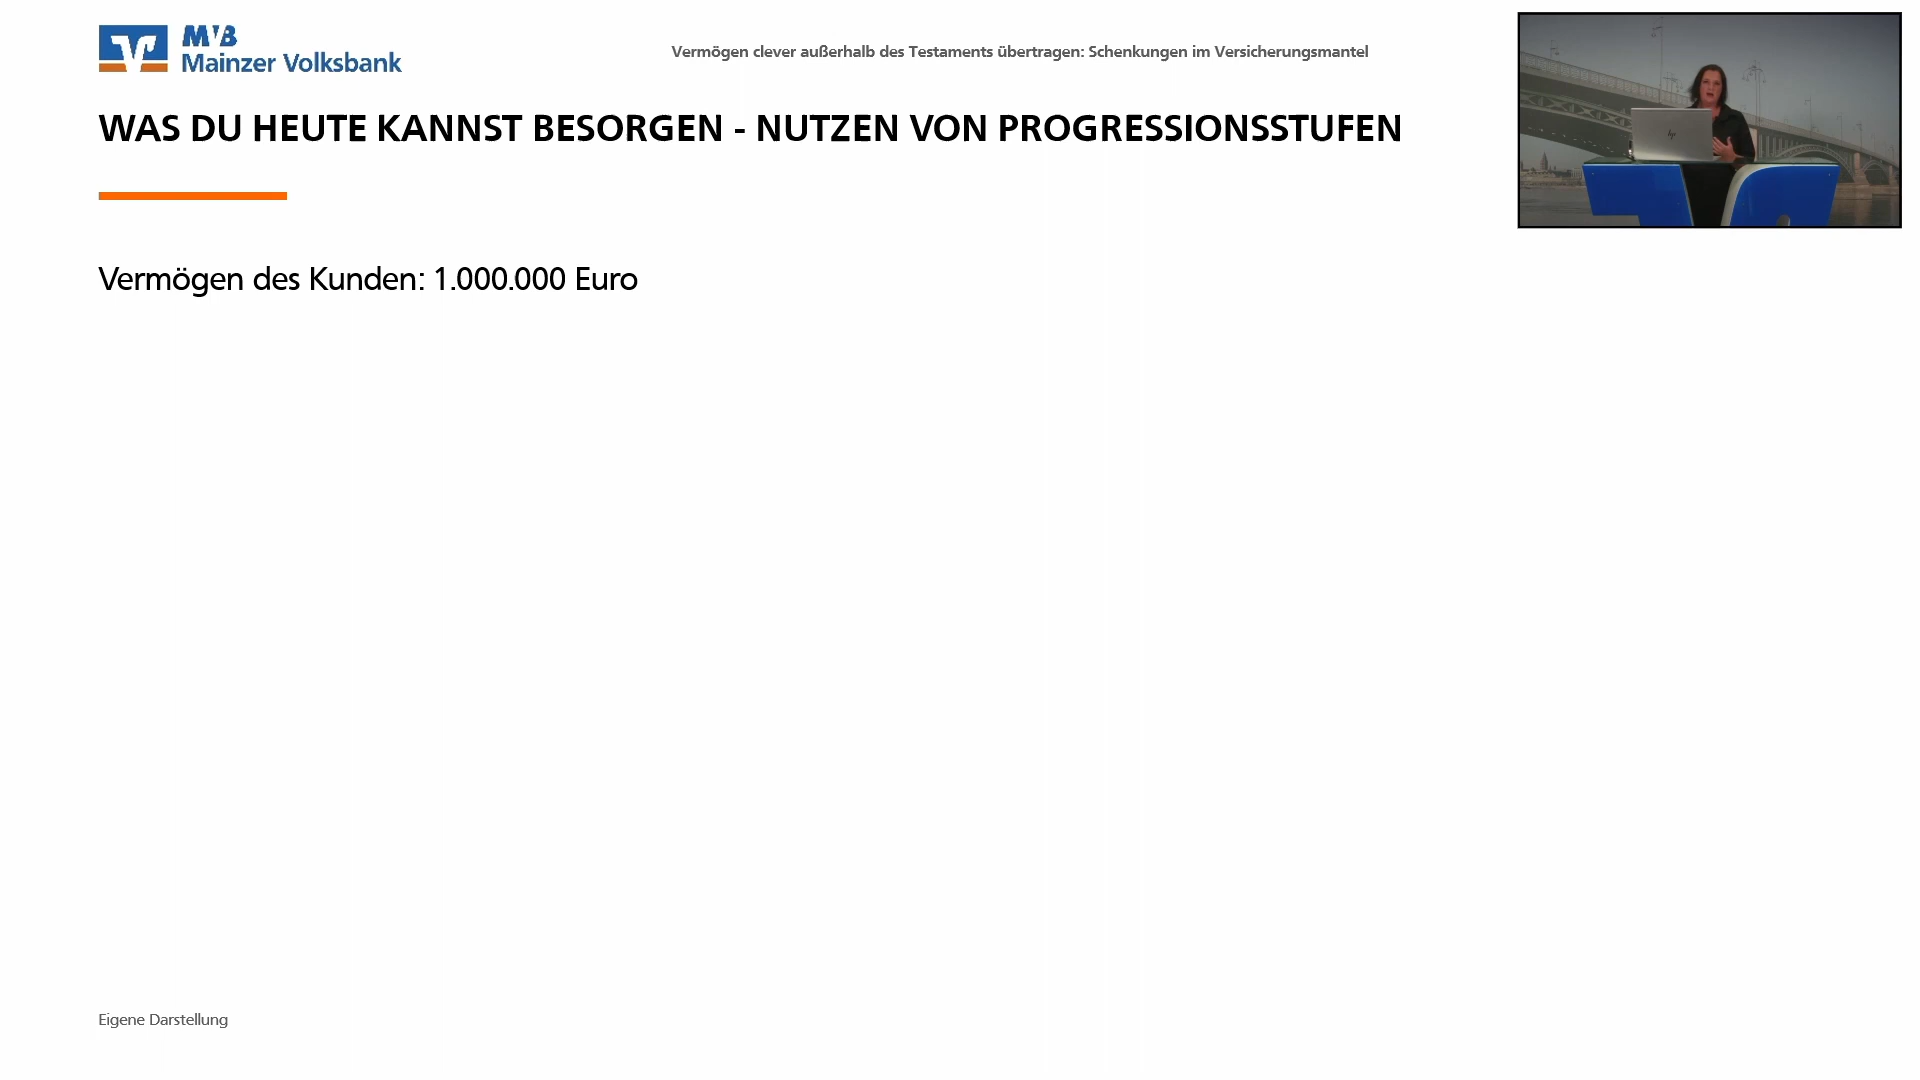 MVB
Mainzer Volksbank
Vermögen clever außerhalb des Testaments übertragen: Schenkungen im Versicherungsmantel
WAS DU HEUTE KANNST BESORGEN - NUTZEN VON PROGRESSIONSSTUFEN
Vermögen des Kunden: 1.000.000 Euro
Eigene Darstellung
hp